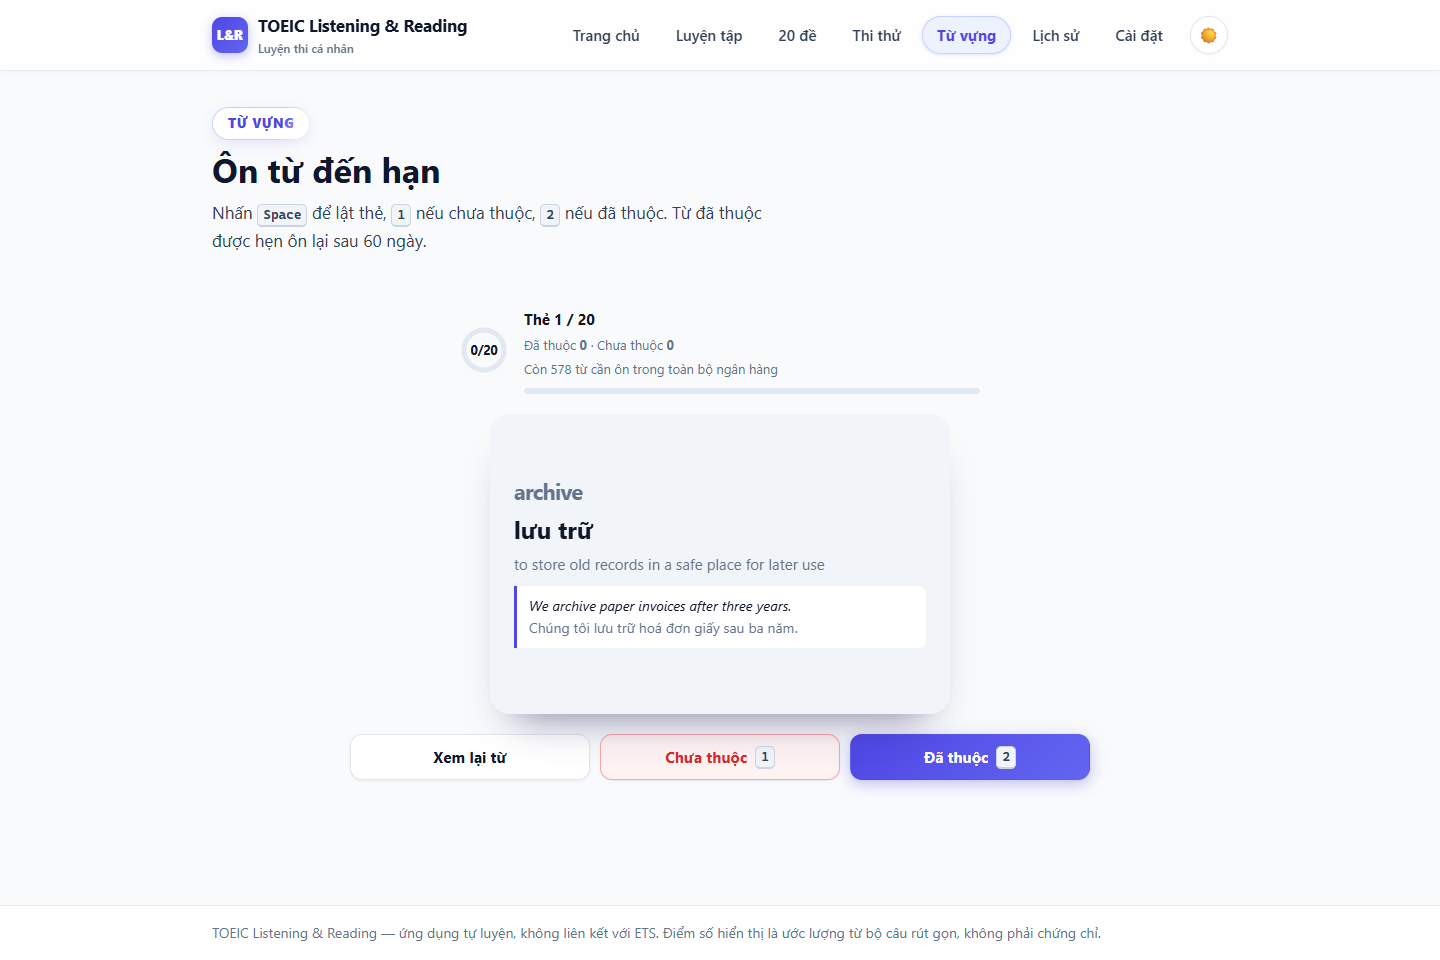 L&R
TOEIC Listening & Reading
Luyện thi cá nhân
Trang chủ
Luyện tập
20 đề
Thi thử
Từ vựng
Lịch sử
Cài đặt
TỪ VỰNG
Ôn từ đến hạn
Nhấn Space để lật thẻ, 1 nếu chưa thuộc, 2 nếu đã thuộc. Từ đã thuộc
được hẹn ôn lại sau 60 ngày.
0/20
Thẻ 1 / 20
Đã thuộc 0 · Chưa thuộc 0
Còn 578 từ cần ôn trong toàn bộ ngân hàng
archive
lưu trữ
to store old records in a safe place for later use
We archive paper invoices after three years.
Chúng tôi lưu trữ hoá đơn giấy sau ba năm.
Xem lại từ
Chưa thuộc 1
Đã thuộc 2
TOEIC Listening & Reading — ứng dụng tự luyện, không liên kết với ETS. Điểm số hiển thị là ước lượng từ bộ câu rút gọn, không phải chứng chỉ.